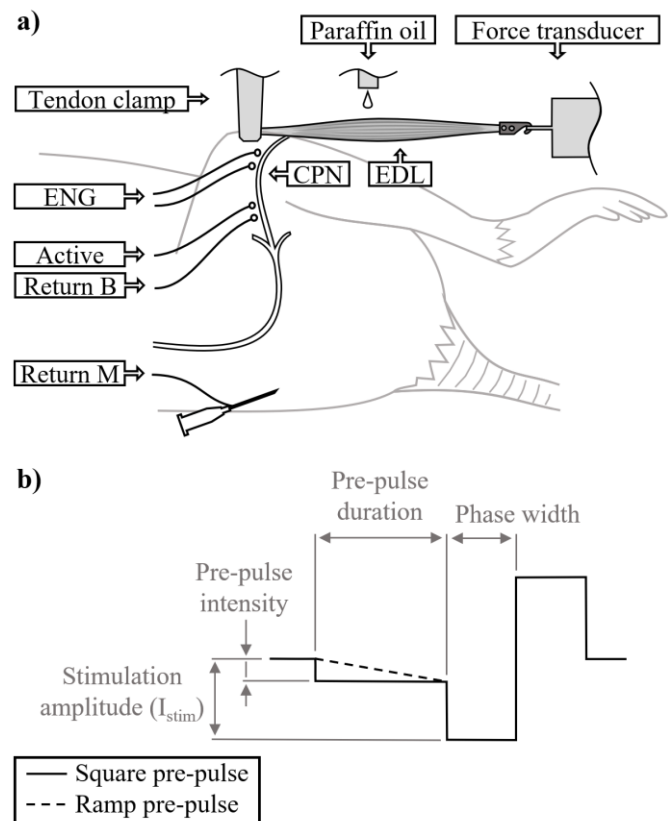 a)
Paraffin oil
Force transducer
Tendon clamp
CPN
EDL
ENG
Active
Return B
Return M
b)
Pre-pulse
duration
Phase width
Pre-pulse
intensity
Stimulation
amplitude (I_stim)
Square pre-pulse
Ramp pre-pulse